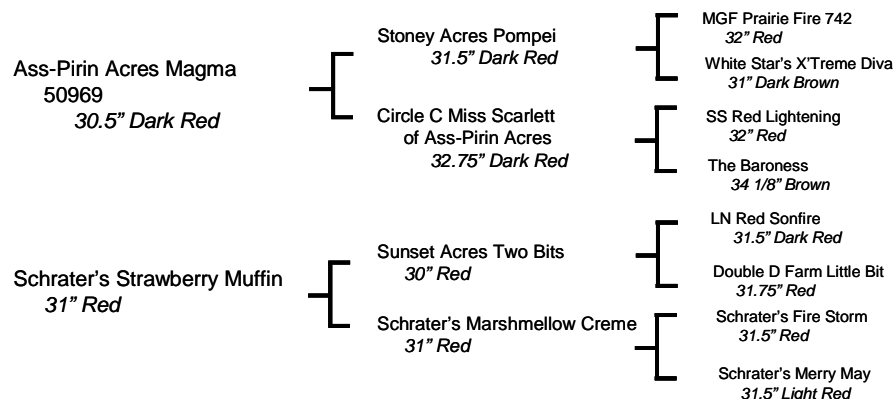 Ass-Pirin Acres Magma
50969
30.5” Dark Red
Schrater’s Strawberry Muffin
31” Red
Stoney Acres Pompei
31.5” Dark Red
Circle C Miss Scarlett
of Ass-Pirin Acres
32.75” Dark Red
Sunset Acres Two Bits
30” Red
Schrater’s Marshmellow Creme
31” Red
MGF Prairie Fire 742
32” Red
White Star’s X’Treme Diva
31” Dark Brown
SS Red Lightening
32” Red
The Baroness
34 1/8” Brown
LN Red Sonfire
31.5” Dark Red
Double D Farm Little Bit
31.75” Red
Schrater’s Fire Storm
31.5” Red
Schrater’s Merry May
31.5” Light Red